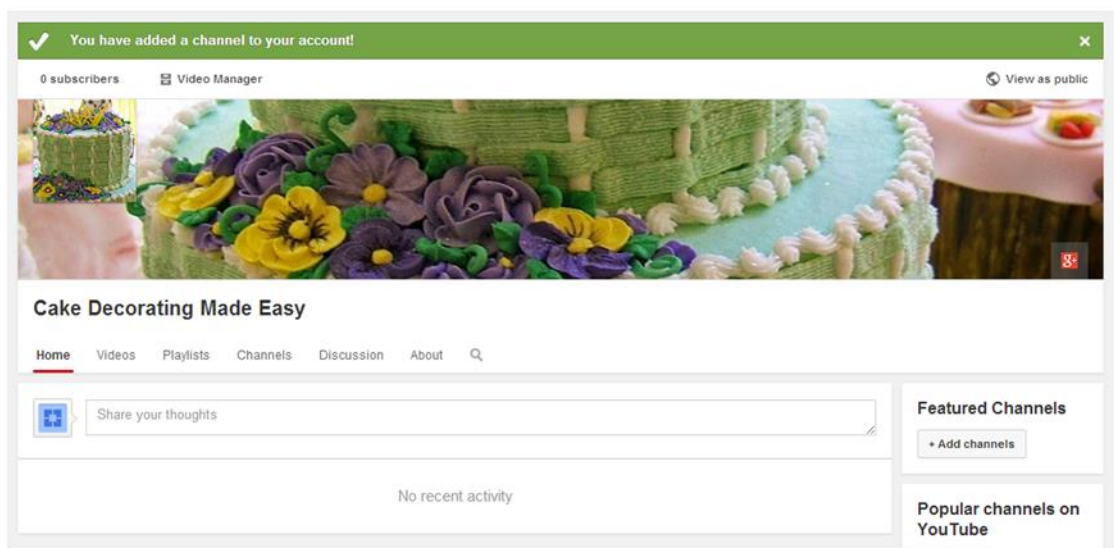 You have added a channel to your account!
0 subscribers Video Manager View as public
g+
Cake Decorating Made Easy
Home Videos Playlists Channels Discussion About
Share your thoughts
No recent activity
Featured Channels
+ Add channels
Popular channels on
YouTube